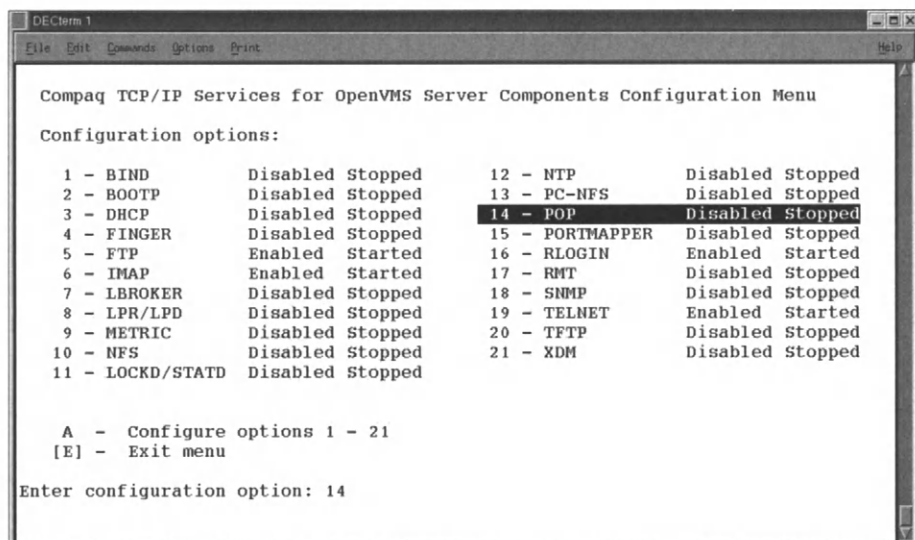 DECterm 1
File Edit Commands Options Print Help
Compaq TCP/IP Services for OpenVMS Server Components Configuration Menu
Configuration options:
1 - BIND Disabled Stopped 12 - NTP Disabled Stopped
2 - BOOTP Disabled Stopped 13 - PC-NFS Disabled Stopped
3 - DHCP Disabled Stopped 14 - POP Disabled Stopped
4 - FINGER Disabled Stopped 15 - PORTMAPPER Disabled Stopped
5 - FTP Enabled Started 16 - RLOGIN Enabled Started
6 - IMAP Enabled Started 17 - RMT Disabled Stopped
7 - LBROKER Disabled Stopped 18 - SNMP Disabled Stopped
8 - LPR/LPD Disabled Stopped 19 - TELNET Enabled Started
9 - METRIC Disabled Stopped 20 - TFTP Disabled Stopped
10 - NFS Disabled Stopped 21 - XDM Disabled Stopped
11 - LOCKD/STATD Disabled Stopped
A - Configure options 1 - 21
[E] - Exit menu
Enter configuration option: 14